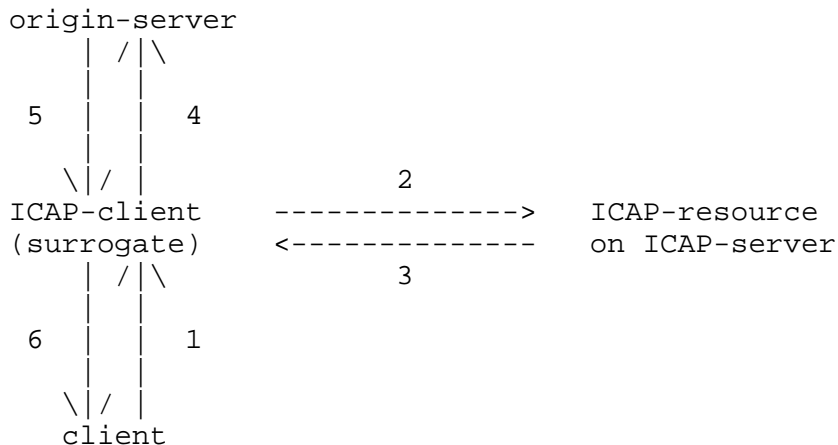 origin-server
| /|\
| |
5 | | 4
| |
\|/ |
2
ICAP-client --------------> ICAP-resource
(surrogate) <-------------- on ICAP-server
| /|\ 3
| |
6 | | 1
| |
\|/ |
client